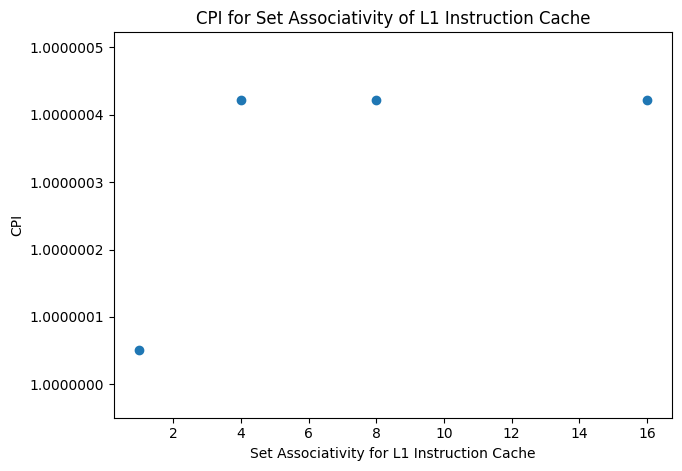 CPI for Set Associativity of L1 Instruction Cache
1.0000005
1.0000004
1.0000003
1.0000002
1.0000001
1.0000000
CPI
2 4 6 8 10 12 14 16
Set Associativity for L1 Instruction Cache